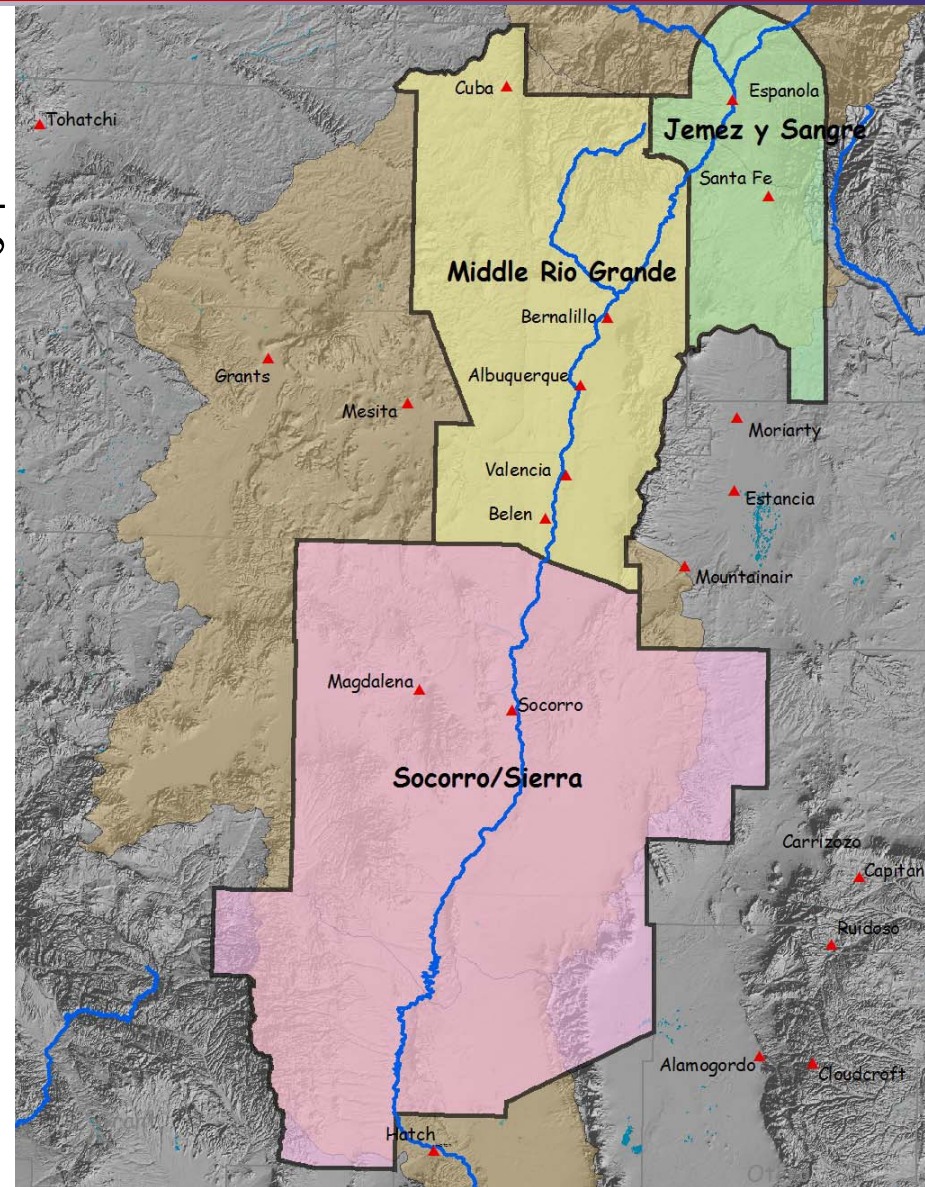 Cuba
Espanola
Tohatchi
Jemez y Sangre
Santa Fe
Middle Rio Grande
Bernalillo
Grants
Albuquerque
Mesita
Moriarty
Valencia
Estancia
Belen
Mountainair
Magdalena
Socorro
Socorro/Sierra
Carrizozo
Capitan
Ruidoso
Alamogordo
Cloudcroft
Hatch